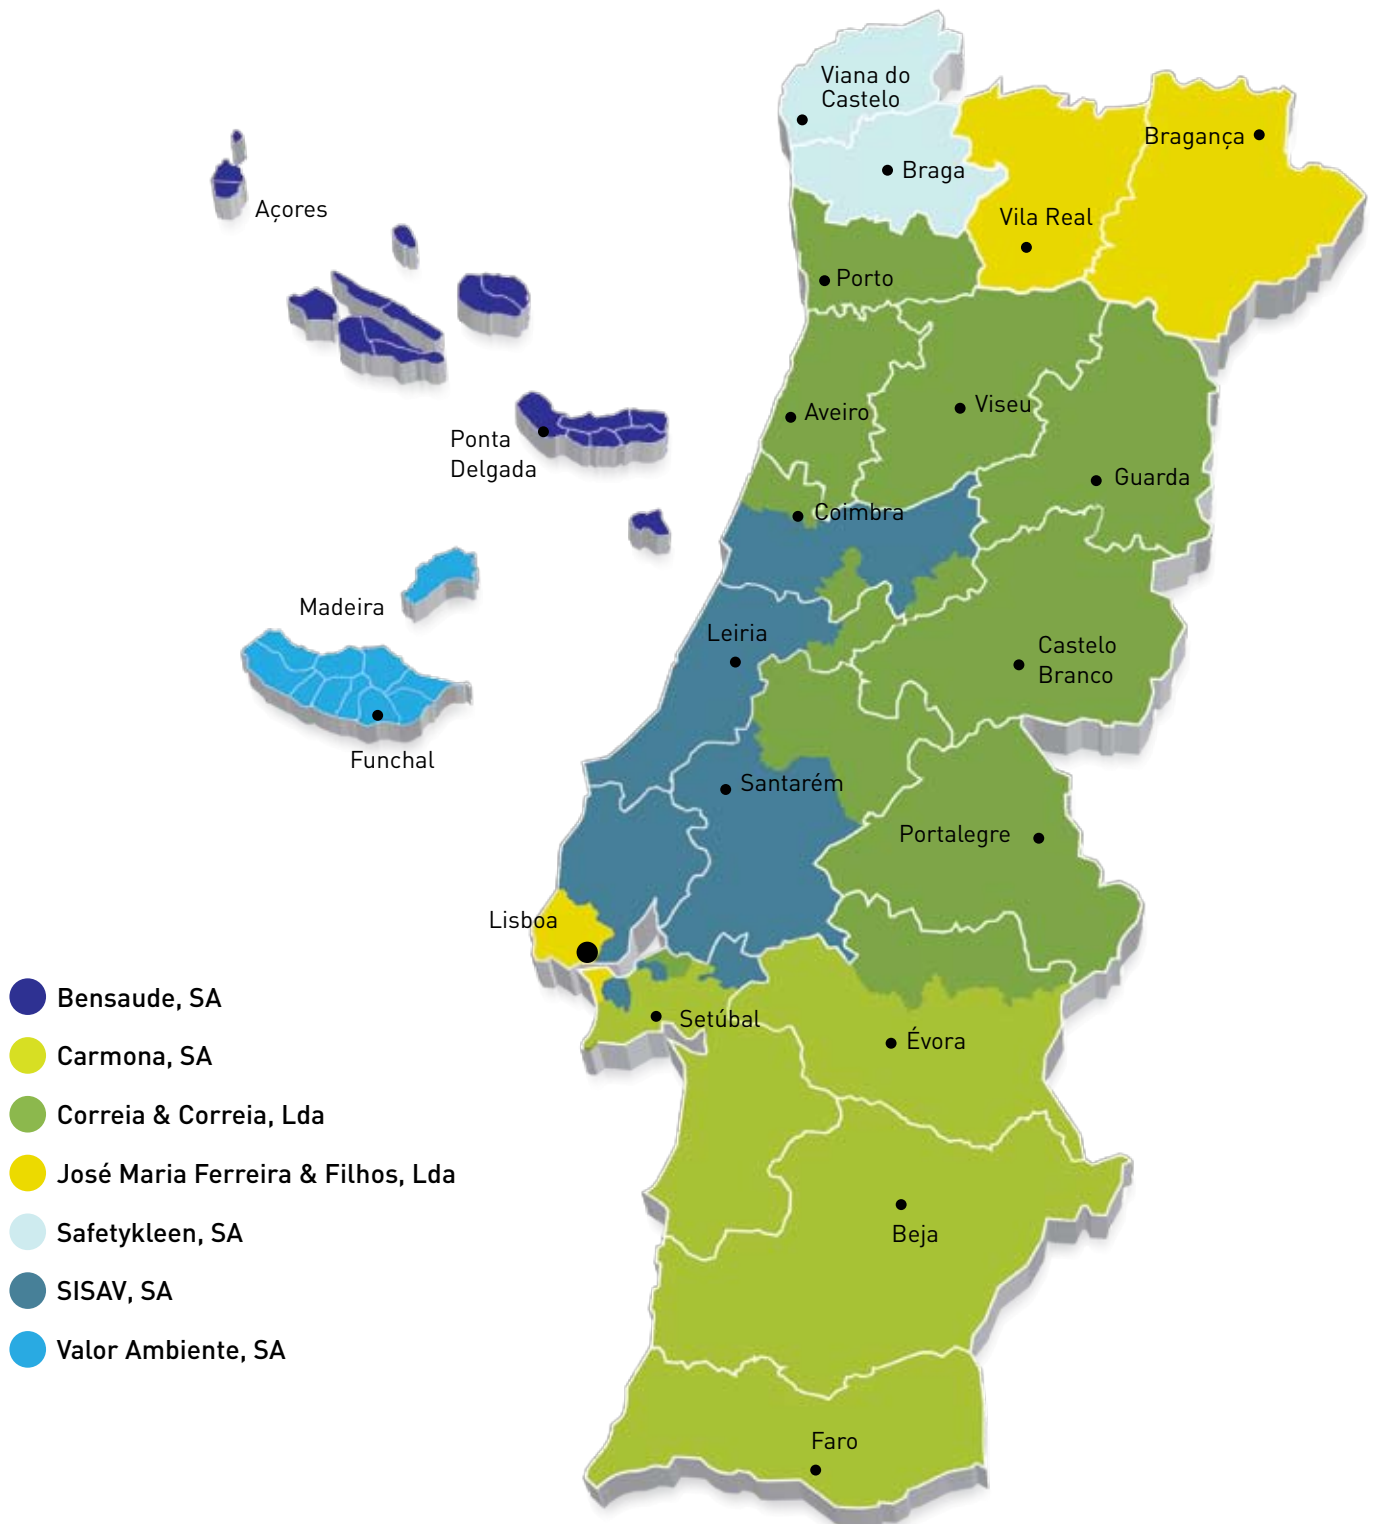 Viana do
Castelo
Bragança
Braga
Açores
Vila Real
Porto
Aveiro
Viseu
Ponta
Delgada
Guarda
Coimbra
Madeira
Leiria
Castelo
Branco
Funchal
Santarém
Portalegre
Lisboa
Setúbal
Évora
Beja
Faro
Bensaude, SA
Carmona, SA
Correia & Correia, Lda
José Maria Ferreira & Filhos, Lda
Safetykleen, SA
SISAV, SA
Valor Ambiente, SA